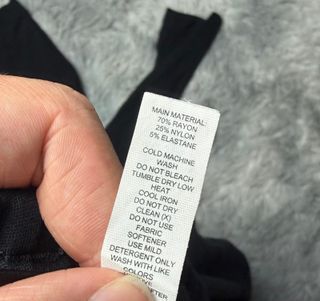 MAIN MATERIAL:
70% RAYON
25% NYLON
5% ELASTANE
COLD MACHINE
WASH
DO NOT BLEACH
TUMBLE DRY LOW
HEAT
COOL IRON
DO NOT DRY
CLEAN (X)
DO NOT USE
FABRIC
SOFTENER
USE MILD
DETERGENT ONLY
WASH WITH LIKE
COLORS